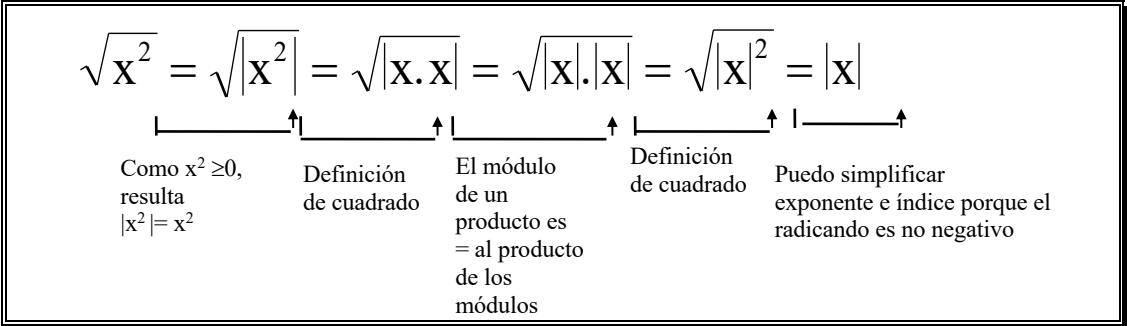 √x² = √|x²| = √|x.x| = √|x|.|x| = √|x|² = |x|
Como x² ≥0,
resulta
|x² |= x²
Definición
de cuadrado
El módulo
de un
producto es
= al producto
de los
módulos
Definición
de cuadrado
Puedo simplificar
exponente e índice porque el
radicando es no negativo